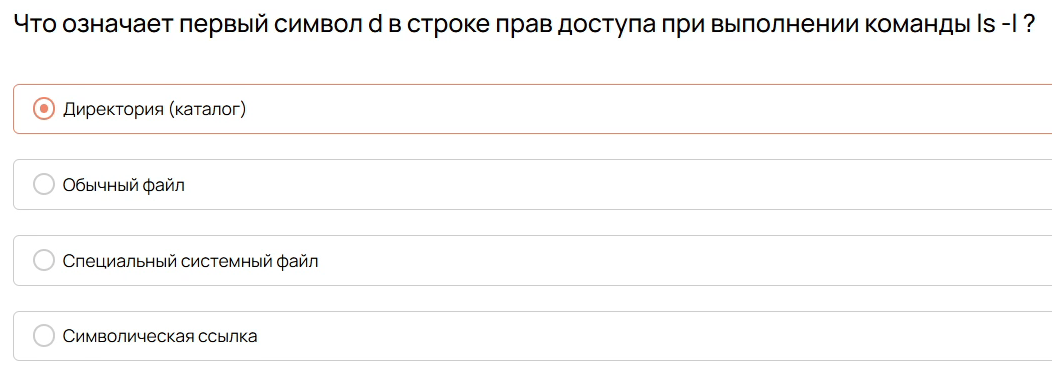 Что означает первый символ d в строке прав доступа при выполнении команды ls -l ?
Директория (каталог)
Обычный файл
Специальный системный файл
Символическая ссылка